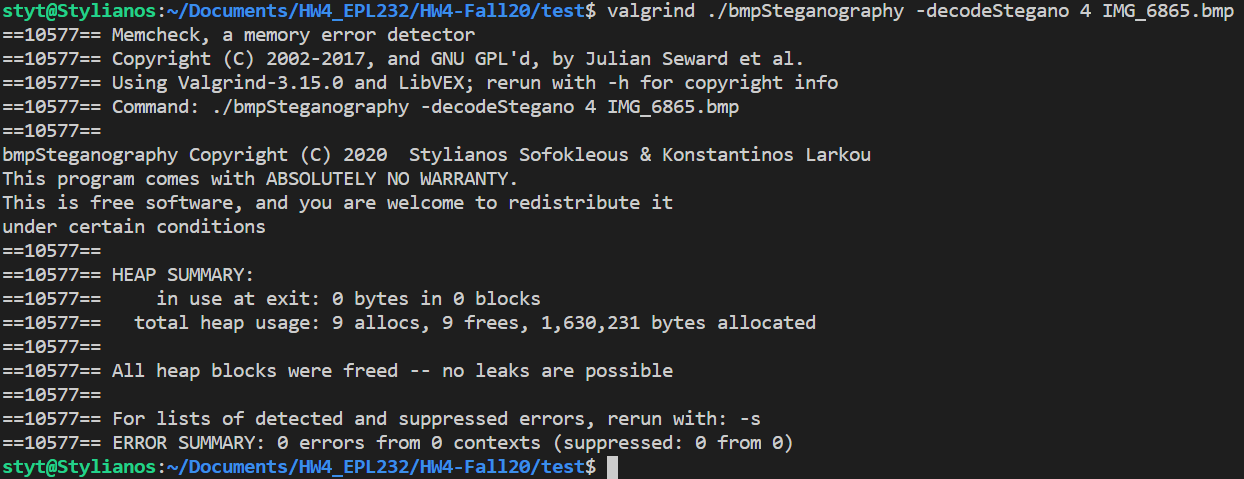 styt@Stylianos:~/Documents/HW4_EPL232/HW4-Fall20/test$ valgrind ./bmpSteganography -decodeStegano 4 IMG_6865.bmp
==10577== Memcheck, a memory error detector
==10577== Copyright (C) 2002-2017, and GNU GPL'd, by Julian Seward et al.
==10577== Using Valgrind-3.15.0 and LibVEX; rerun with -h for copyright info
==10577== Command: ./bmpSteganography -decodeStegano 4 IMG_6865.bmp
==10577==
bmpSteganography Copyright (C) 2020  Stylianos Sofokleous & Konstantinos Larkou
This program comes with ABSOLUTELY NO WARRANTY.
This is free software, and you are welcome to redistribute it
under certain conditions
==10577==
==10577== HEAP SUMMARY:
==10577==     in use at exit: 0 bytes in 0 blocks
==10577==   total heap usage: 9 allocs, 9 frees, 1,630,231 bytes allocated
==10577==
==10577== All heap blocks were freed -- no leaks are possible
==10577==
==10577== For lists of detected and suppressed errors, rerun with: -s
==10577== ERROR SUMMARY: 0 errors from 0 contexts (suppressed: 0 from 0)
styt@Stylianos:~/Documents/HW4_EPL232/HW4-Fall20/test$